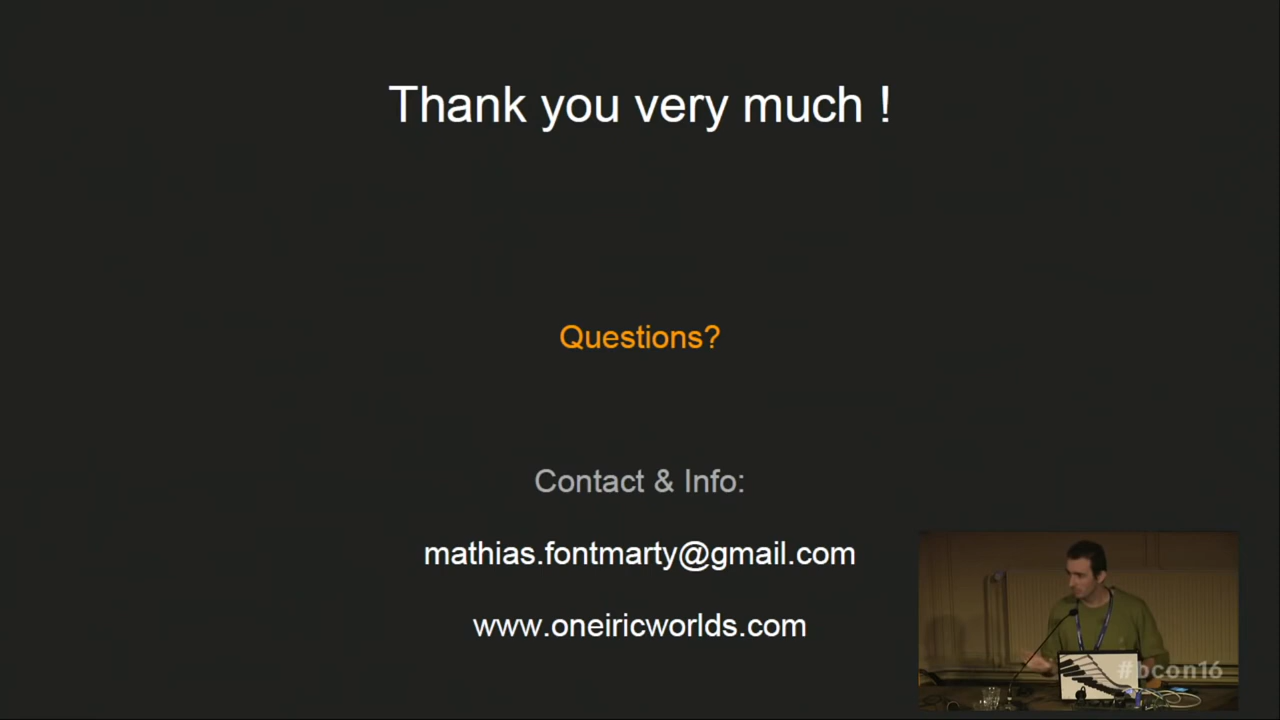 Thank you very much !
Questions?
Contact & Info:
mathias.fontmarty@gmail.com
www.oneiricworlds.com
#bcon16